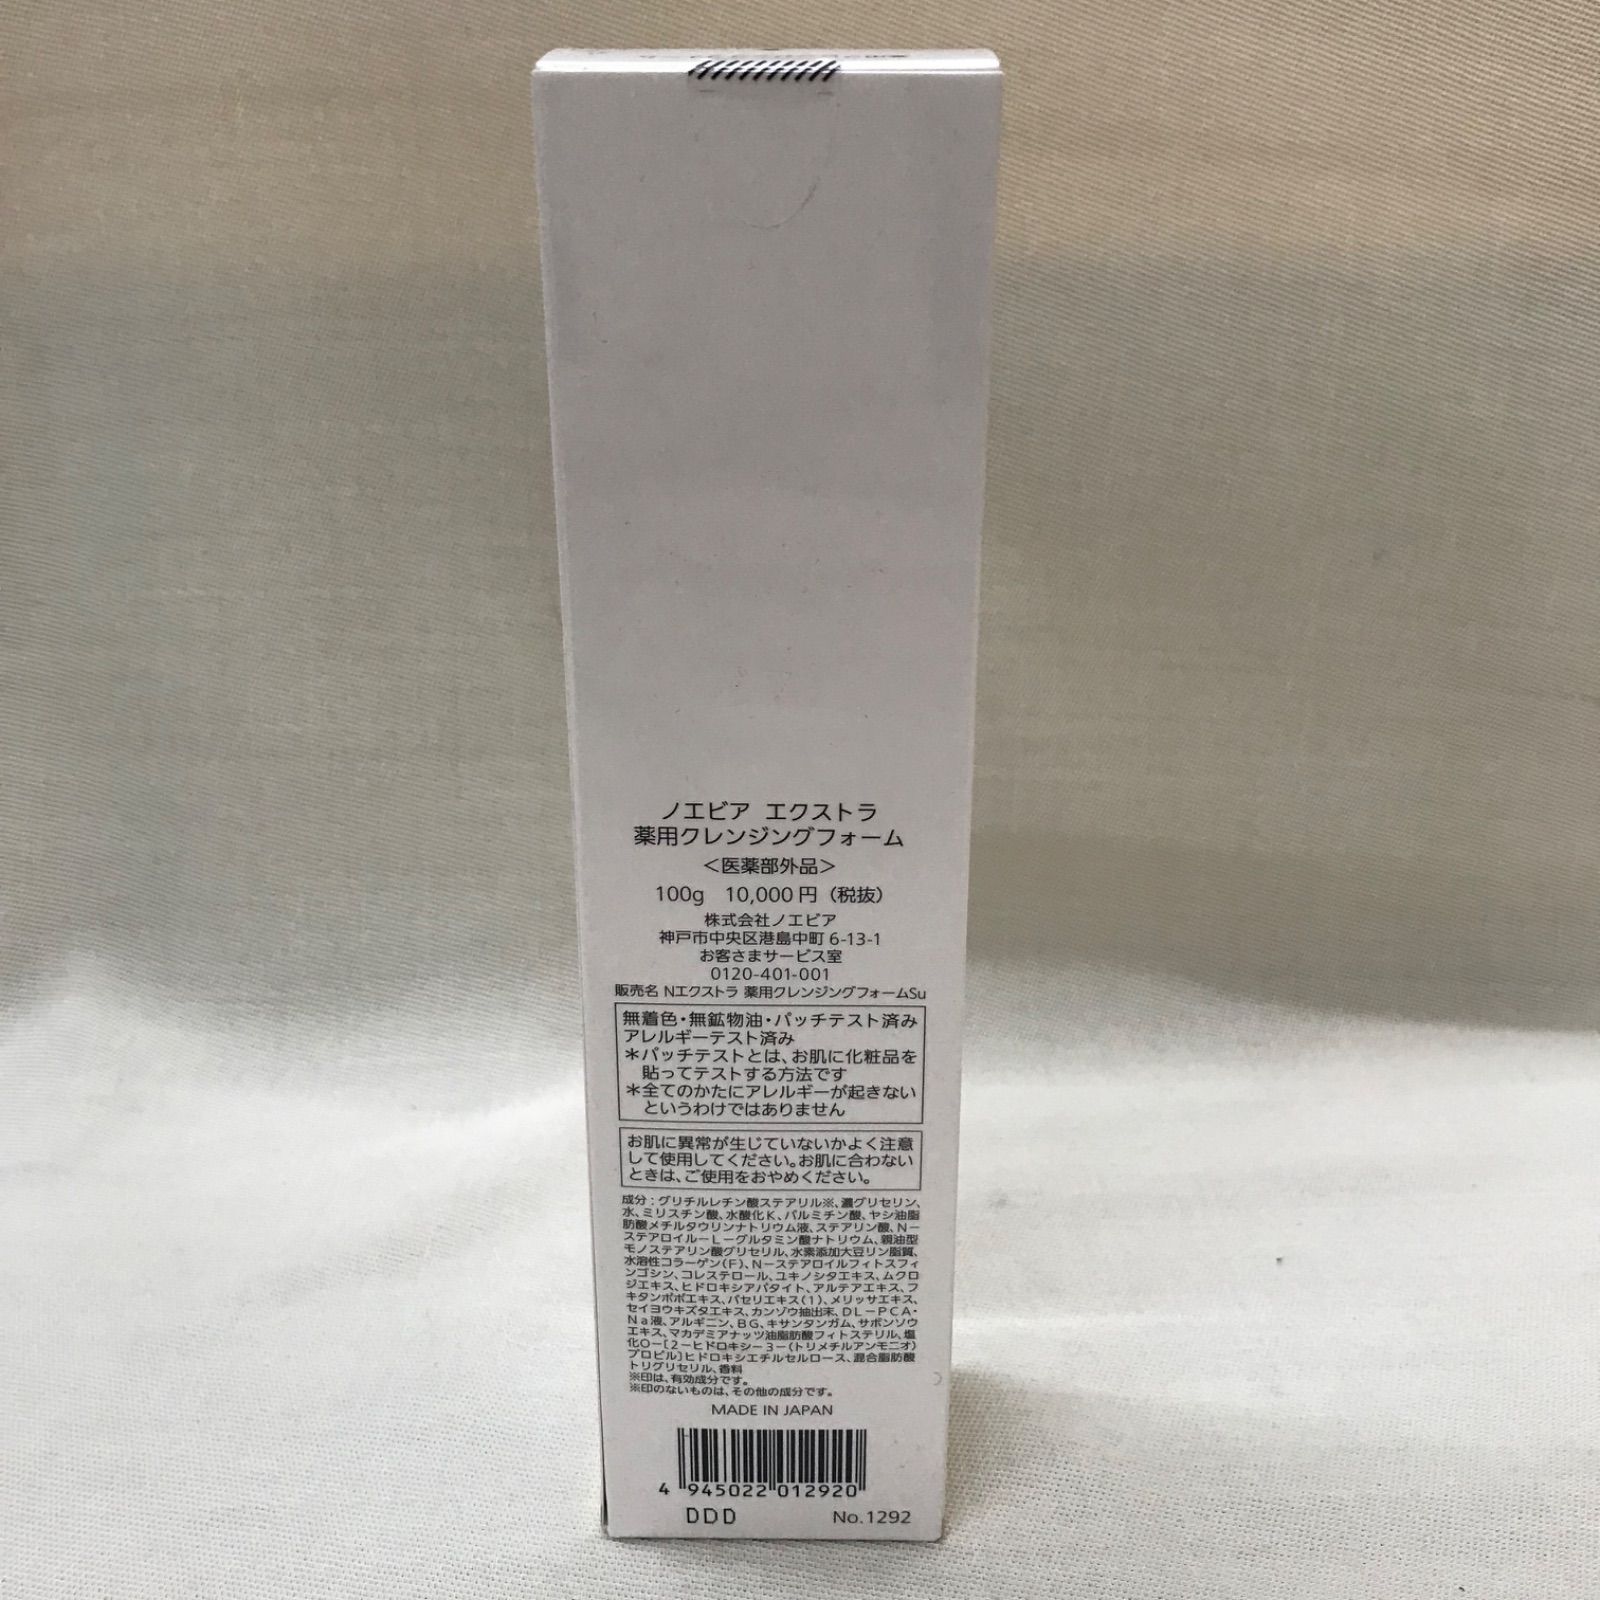 ノエビア エクストラ
薬用クレンジングフォーム
＜医薬部外品＞
100g 10,000円（税抜）
株式会社ノエビア
神戸市中央区港島中町 6-13-1
お客さまサービス室
0120-401-001
販売名 Nエクストラ 薬用クレンジングフォームSu
無着色・無鉱物油・パッチテスト済み
アレルギーテスト済み
＊パッチテストとは、お肌に化粧品を
貼ってテストする方法です
＊全てのかたにアレルギーが起きない
というわけではありません
お肌に異常が生じていないかよく注意
して使用してください。お肌に合わない
ときは、ご使用をおやめください。
成分：グリチルレチン酸ステアリル※、濃グリセリン、
水、ミリスチン酸、水酸化K、パルミチン酸、ヤシ油脂
肪酸メチルタウリンナトリウム液、ステアリン酸、N－
ステアロイル－L－グルタミン酸ナトリウム、親油型
モノステアリン酸グリセリル、水素添加大豆リン脂質、
水溶性コラーゲン(F)、N－ステアロイルフィトスフィ
ンゴシン、コレステロール、ユキノシタエキス、ムクロ
ジエキス、ヒドロキシアパタイト、アルテアエキス、フ
キタンポポエキス、パセリエキス(1)、メリッサエキス、
セイヨウキズタエキス、カンゾウ抽出末、DL－PCA・
Na液、アルギニン、BG、キサンタンガム、サボンソウ
エキス、マカデミアナッツ油脂肪酸フィトステリル、塩
化O－[2－ヒドロキシ－3－(トリメチルアンモニオ)
プロピル]ヒドロキシエチルセルロース、混合脂肪酸
トリグリセリル、香料
※印は、有効成分です。
※印のないものは、その他の成分です。
MADE IN JAPAN
4 945022 012920
DDD No.1292